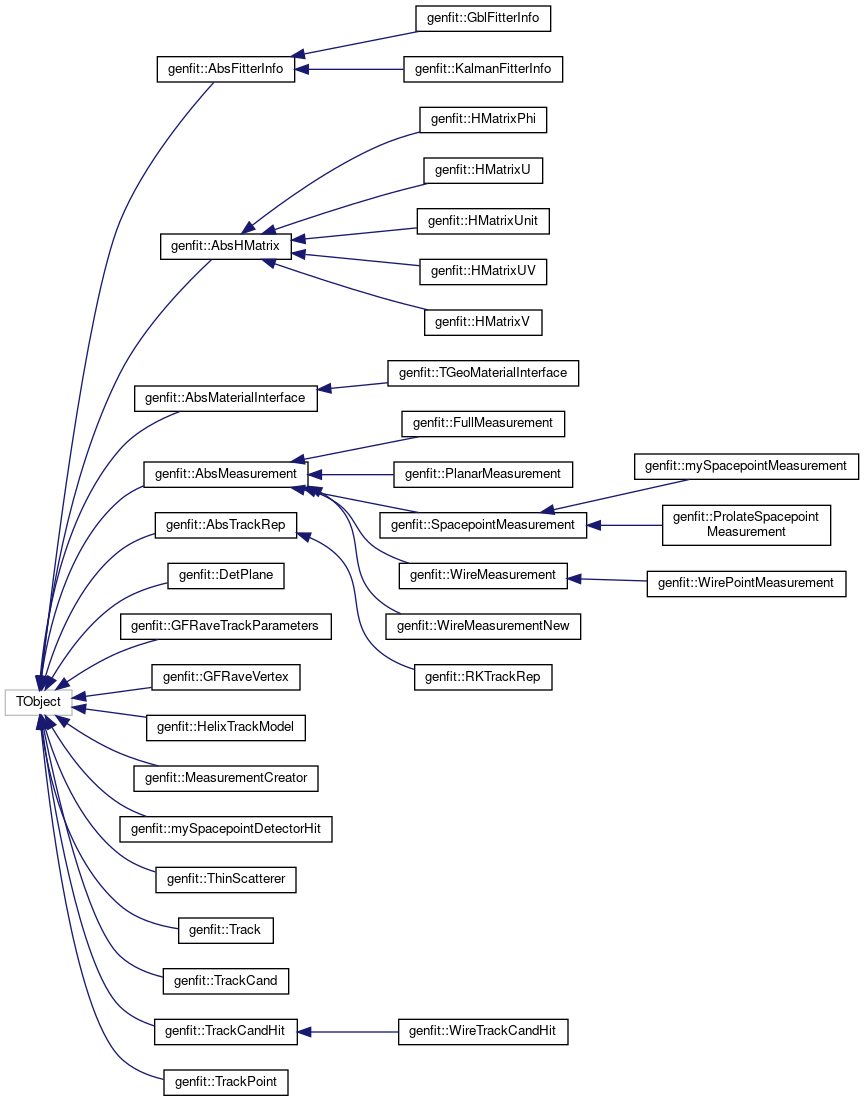 genfit::GblFitterInfo
genfit::AbsFitterInfo
genfit::KalmanFitterInfo
genfit::HMatrixPhi
genfit::HMatrixU
genfit::HMatrixUnit
genfit::AbsHMatrix
genfit::HMatrixUV
genfit::HMatrixV
genfit::TGeoMaterialInterface
genfit::AbsMaterialInterface
genfit::FullMeasurement
genfit::AbsMeasurement
genfit::PlanarMeasurement
genfit::mySpacepointMeasurement
genfit::AbsTrackRep
genfit::SpacepointMeasurement
genfit::ProlateSpacepoint
Measurement
genfit::DetPlane
genfit::WireMeasurement
genfit::WirePointMeasurement
genfit::GFRaveTrackParameters
genfit::WireMeasurementNew
genfit::GFRaveVertex
genfit::RKTrackRep
TObject
genfit::HelixTrackModel
genfit::MeasurementCreator
genfit::mySpacepointDetectorHit
genfit::ThinScatterer
genfit::Track
genfit::TrackCand
genfit::TrackCandHit
genfit::WireTrackCandHit
genfit::TrackPoint